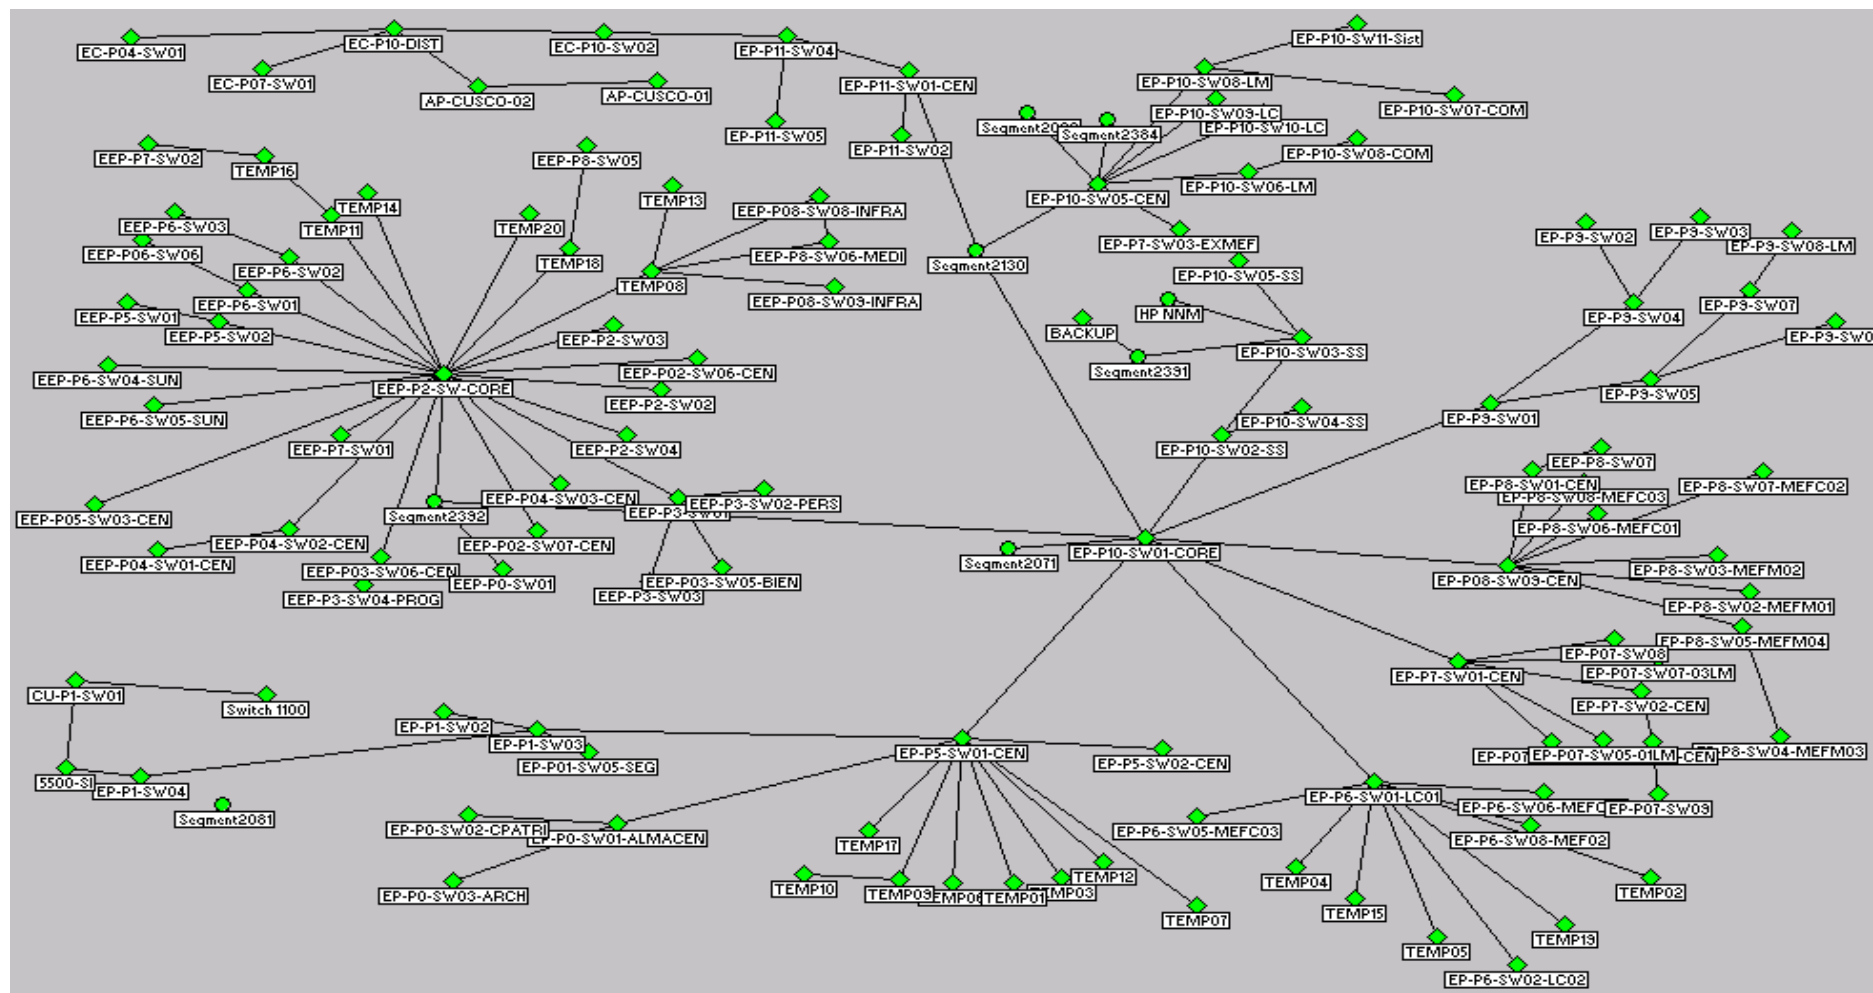 EC-P04-SW01
EC-P10-DIST
EC-P10-SW02
EP-P11-SW04
EP-P10-SW11-Sist
EC-P07-SW01
AP-CUSCO-02
AP-CUSCO-01
EP-P11-SW01-CEN
EP-P10-SW08-LM
EP-P10-SW07-COM
EP-P11-SW05
EP-P11-SW02
Segment2384
EP-P10-SW09-LC
EP-P10-SW10-LC
EP-P10-SW08-COM
EEP-P7-SW02
TEMP16
EEP-P8-SW05
EP-P10-SW06-LM
EP-P10-SW05-CEN
TEMP14
TEMP13
EEP-P08-SW08-INFRA
EEP-P6-SW03
TEMP11
TEMP20
EP-P7-SW03-EXMEF
EP-P9-SW02
EP-P9-SW03
EP-P9-SW08-LM
EEP-P06-SW06
EEP-P6-SW02
TEMP18
EEP-P8-SW06-MEDI
Segment2130
EP-P10-SW05-SS
TEMP08
EEP-P08-SW09-INFRA
EEP-P6-SW01
EP-P9-SW07
HP NNM
EEP-P5-SW01
EP-P9-SW04
EEP-P5-SW02
EEP-P2-SW03
BACKUP
EP-P9-SW0
EP-P10-SW03-SS
EEP-P6-SW04-SUN
EEP-P02-SW06-CEN
Segment2391
EEP-P2-SW-CORE
EP-P9-SW05
EEP-P2-SW02
EEP-P6-SW05-SUN
EP-P10-SW04-SS
EP-P9-SW01
EEP-P7-SW01
EEP-P2-SW04
EP-P10-SW02-SS
EEP-P8-SW07
EP-P8-SW01-CEN
EP-P8-SW08-MEFC03
EP-P8-SW07-MEFC02
EEP-P04-SW03-CEN
EEP-P3-SW02-PERS
EEP-P3-SW01
EEP-P05-SW03-CEN
Segment2392
EP-P8-SW06-MEFC01
EEP-P04-SW02-CEN
EEP-P02-SW07-CEN
EP-P10-SW01-CORE
Segment2071
EEP-P04-SW01-CEN
EEP-P03-SW06-CEN
EEP-P0-SW01
EEP-P03-SW05-BIEN
EP-P08-SW09-CEN
EP-P8-SW03-MEFM02
EEP-P3-SW04-PROG
EEP-P3-SW03
EP-P8-SW02-MEFM01
EP-P8-SW05-MEFM04
EP-P07-SW08
EP-P07-SW07-03LM
EP-P7-SW01-CEN
CU-P1-SW01
Switch 1100
EP-P7-SW02-CEN
EP-P1-SW02
EP-P1-SW03
EP-P5-SW01-CEN
EP-P07-SW05-01LM
EP-P8-SW04-MEFM03
EP-P01-SW05-SEG
EP-P5-SW02-CEN
5500-SI
EP-P1-SW04
EP-P6-SW01-LC01
EP-P6-SW06-MEFC
EP-P07-SW09
Segment2081
EP-P0-SW02-CPATRI
EP-P0-SW01-ALMACEN
EP-P6-SW05-MEFC03
EP-P6-SW08-MEF02
TEMP17
TEMP04
TEMP02
TEMP10
TEMP09
TEMP01
TEMP03
TEMP12
EP-P0-SW03-ARCH
TEMP07
TEMP15
TEMP05
TEMP19
EP-P6-SW02-LC02